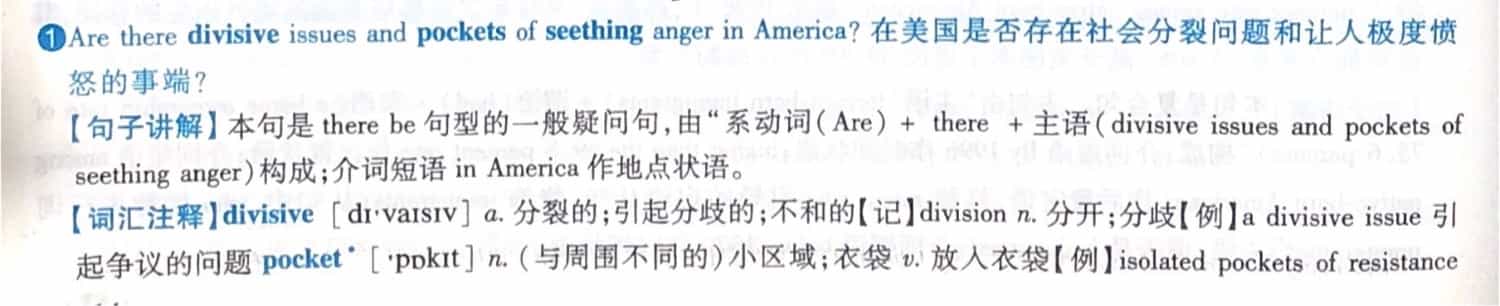 ❶Are there divisive issues and pockets of seething anger in America? 在美国是否存在社会分裂问题和让人极度愤
怒的事端?
【句子讲解】本句是 there be 句型的一般疑问句,由“系动词(Are) + there + 主语(divisive issues and pockets of
seething anger)构成;介词短语 in America 作地点状语。
【词汇注释】divisive [dɪˈvaɪsɪv] a. 分裂的;引起分歧的;不和的【记】division n. 分开;分歧【例】a divisive issue 引
起争议的问题 pocket* [ˈpɒkɪt] n. (与周围不同的)小区域;衣袋 v. 放入衣袋【例】isolated pockets of resistance